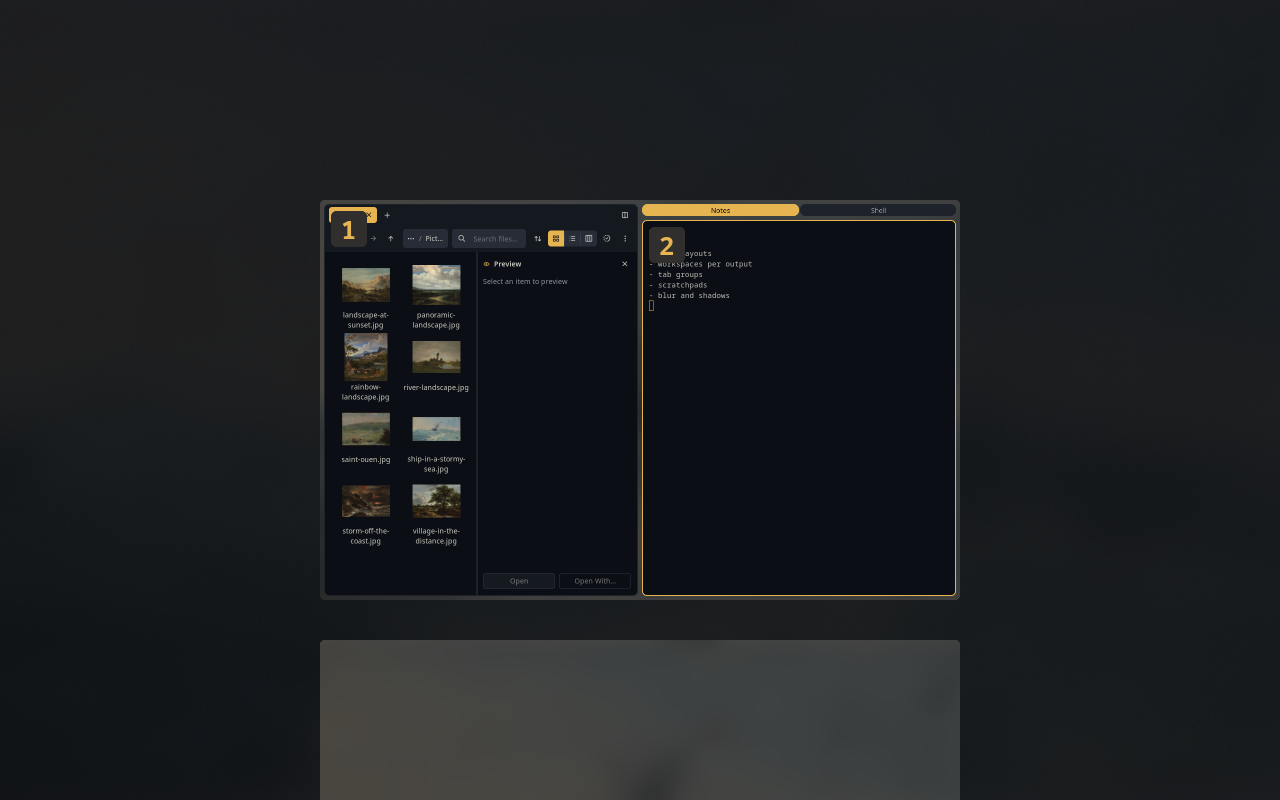 1
/ Pict...
Search files...
landscape-at-
sunset.jpg
panoramic-
landscape.jpg
rainbow-
landscape.jpg
river-landscape.jpg
saint-ouen.jpg
ship-in-a-stormy-
sea.jpg
storm-off-the-
coast.jpg
village-in-the-
distance.jpg
Preview
Select an item to preview
Open
Open With...
Notes
Shell
2
ayouts
- workspaces per output
- tab groups
- scratchpads
- blur and shadows